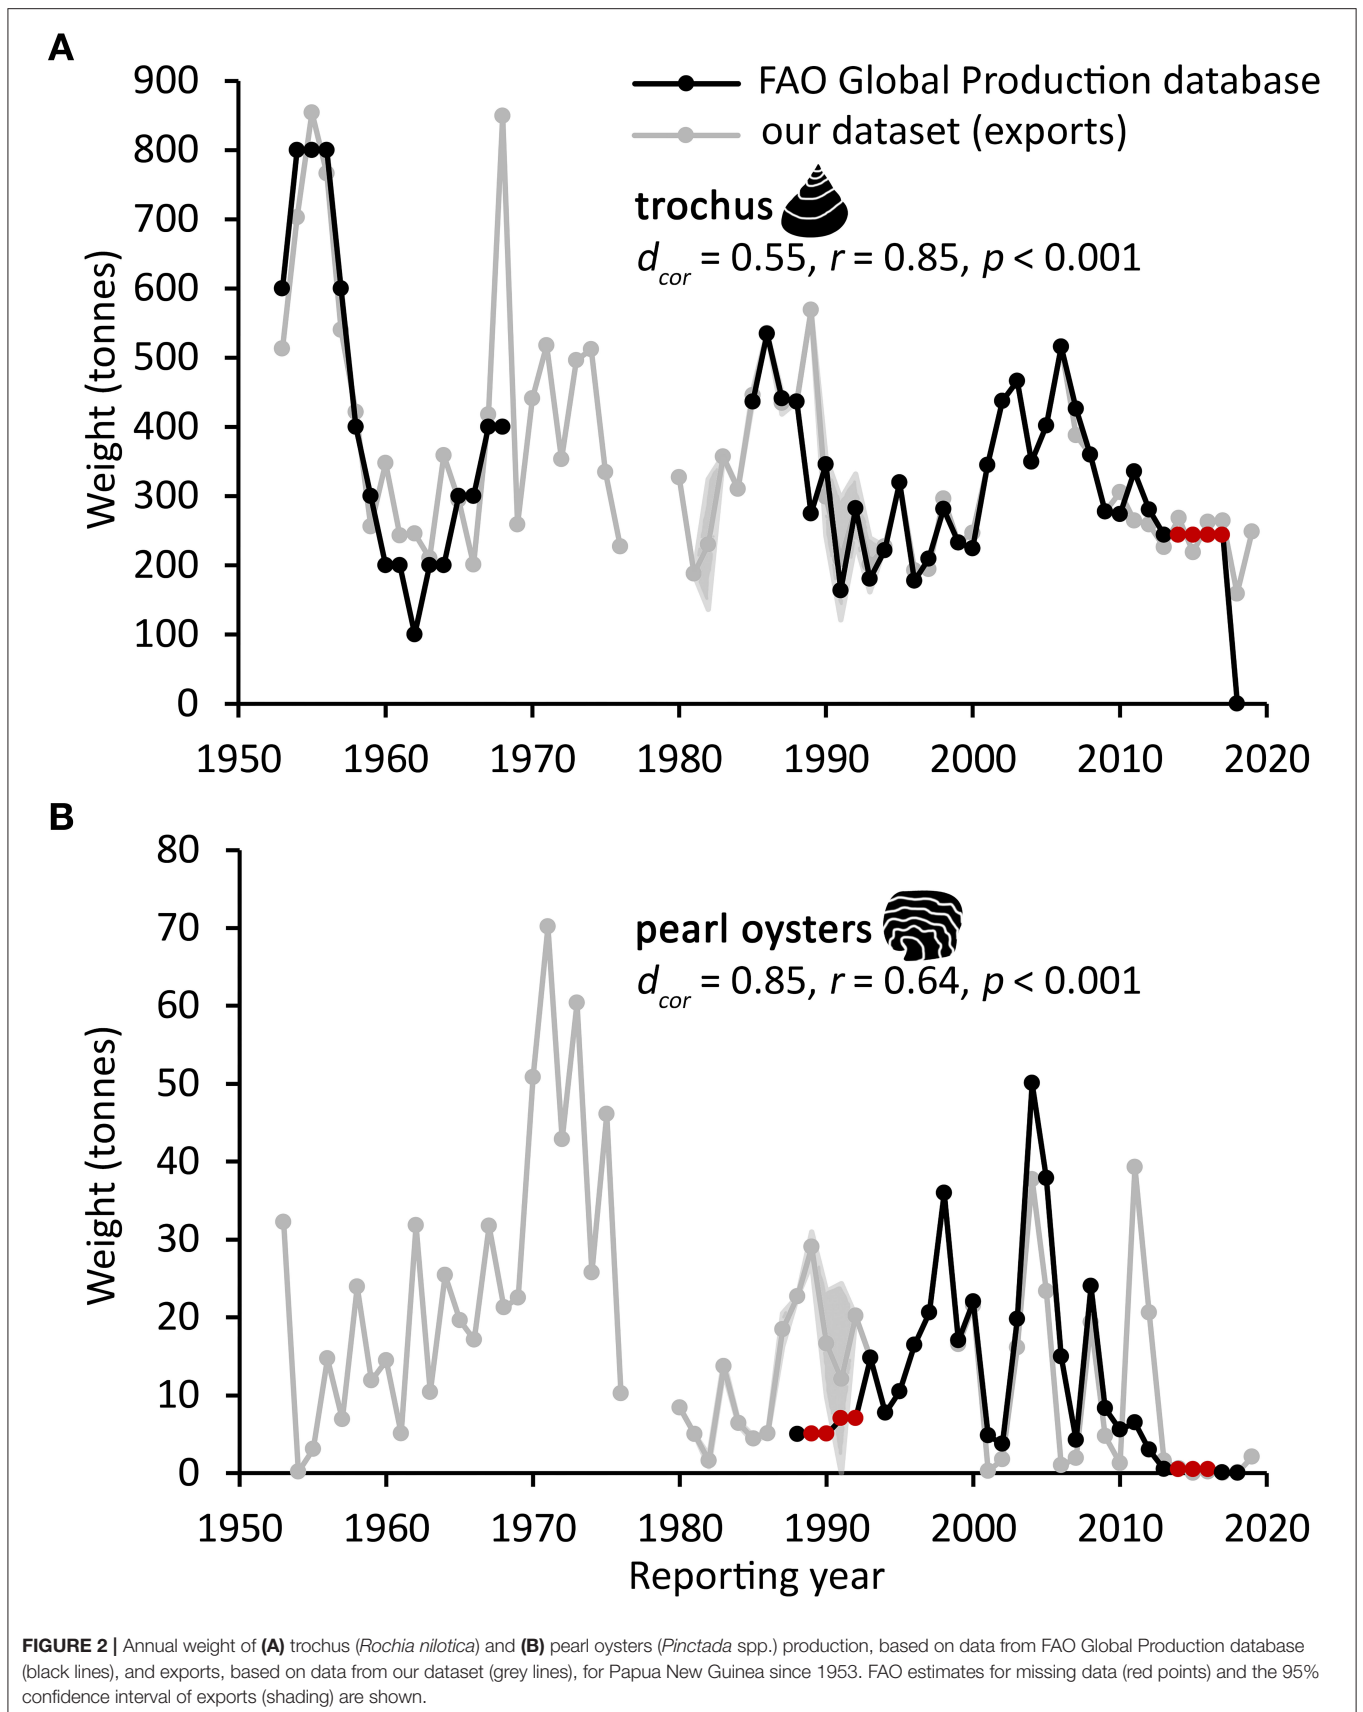 A
900
800
700
600
500
400
300
200
100
0
Weight (tonnes)
FAO Global Production database
our dataset (exports)
trochus
dcor = 0.55, r = 0.85, p < 0.001
1950 1960 1970 1980 1990 2000 2010 2020
B
80
70
60
50
40
30
20
10
0
Weight (tonnes)
pearl oysters
dcor = 0.85, r = 0.64, p < 0.001
1950 1960 1970 1980 1990 2000 2010 2020
Reporting year
FIGURE 2 | Annual weight of (A) trochus (Rochia nilotica) and (B) pearl oysters (Pinctada spp.) production, based on data from FAO Global Production database
(black lines), and exports, based on data from our dataset (grey lines), for Papua New Guinea since 1953. FAO estimates for missing data (red points) and the 95%
confidence interval of exports (shading) are shown.